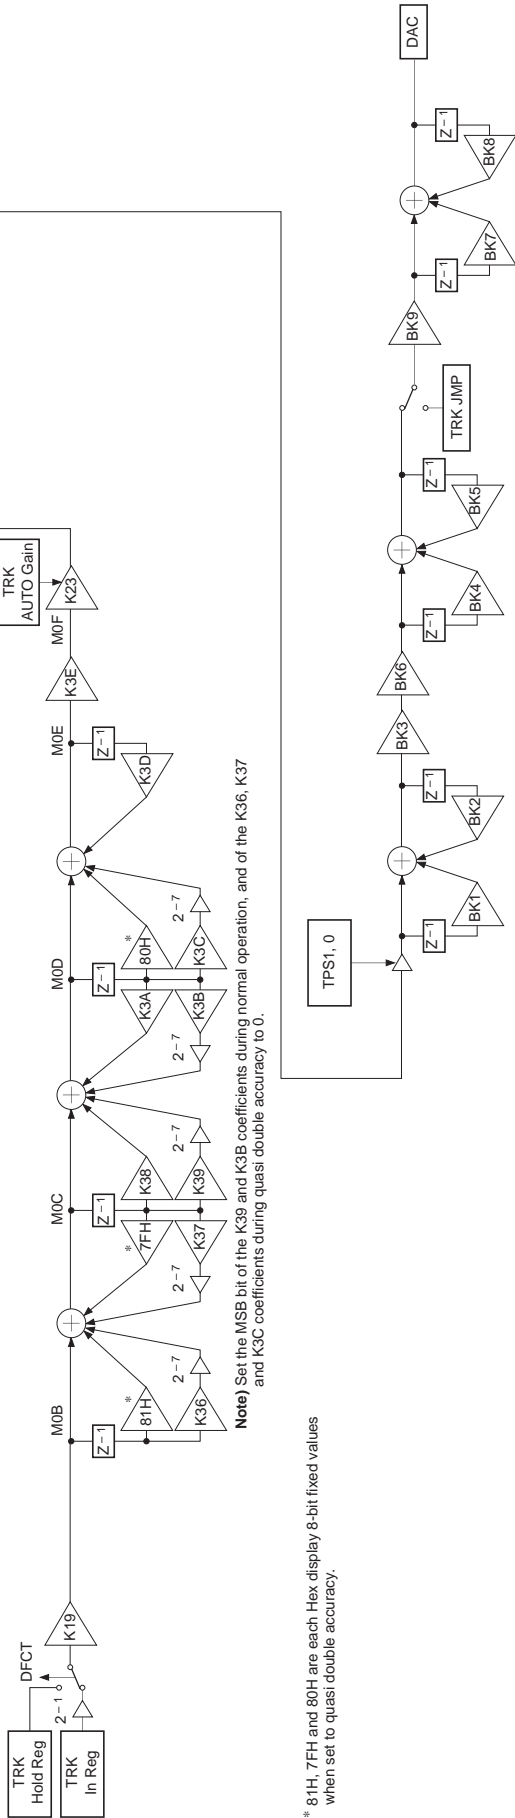 TRK
Hold Reg
TRK
In Reg
2−1
DFCT
K19
M0B
Z−1
81H
*
K36
2−7
2−7
7FH
*
K37
Z−1
M0C
K38
K39
2−7
2−7
K3A
K3B
Z−1
M0D
80H
*
K3C
2−7
K3D
Z−1
M0E
K3E
M0F
K23
TRK
AUTO Gain
Note) Set the MSB bit of the K39 and K3B coefficients during normal operation, and of the K36, K37
and K3C coefficients during quasi double accuracy to 0.
* 81H, 7FH and 80H are each Hex display 8-bit fixed values
when set to quasi double accuracy.
TPS1, 0
Z−1
BK1
BK2
Z−1
BK3
BK6
Z−1
BK4
BK5
Z−1
TRK JMP
BK9
Z−1
BK7
BK8
Z−1
DAC